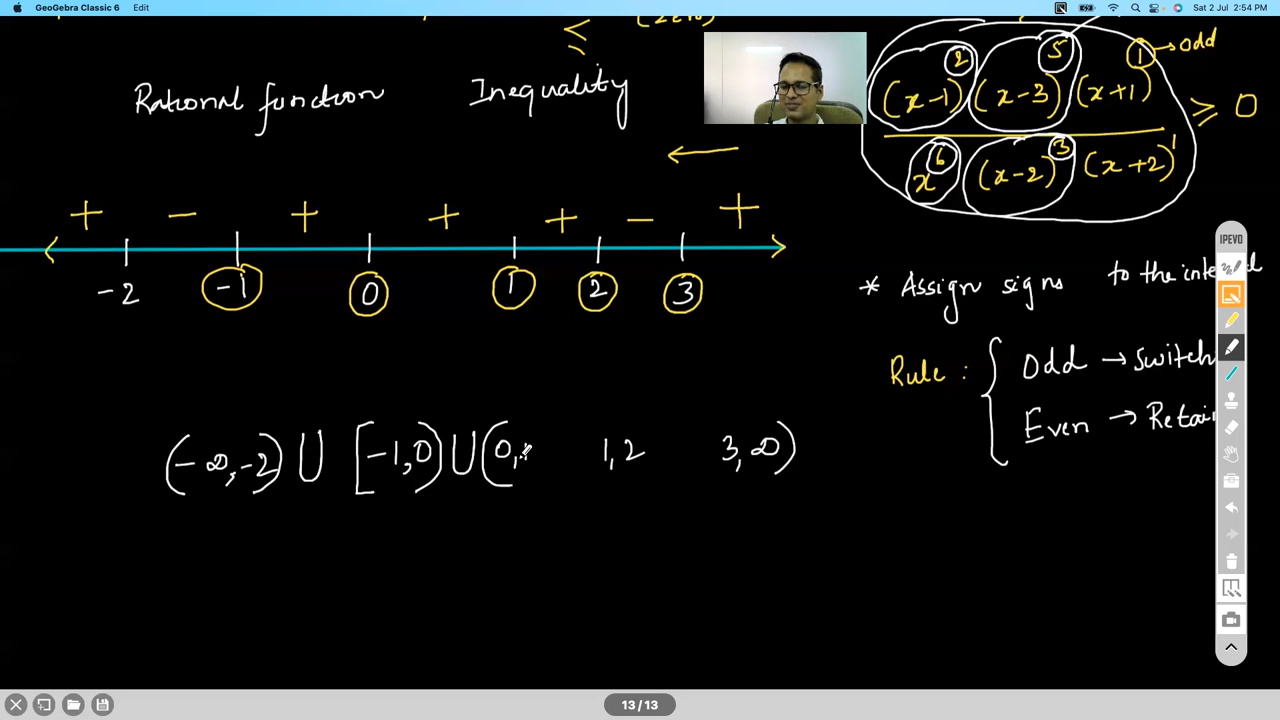 GeoGebra Classic 6 Edit Sat 2 Jul 2:54 PM
≤ (Zero)
Rational function Inequality
(x-1)² (x-3)⁵ (x+1)¹ → odd
x⁶ (x-2)³ (x+2)¹
≥ 0
+ - + + + - +
-2 -1 0 1 2 3
* Assign signs to the
Rule : { Odd → Switch
Even → Retai
(-∞,-2) ∪ [-1,0) ∪ (0, 1,2 3,∞)
IPEVO
13/13